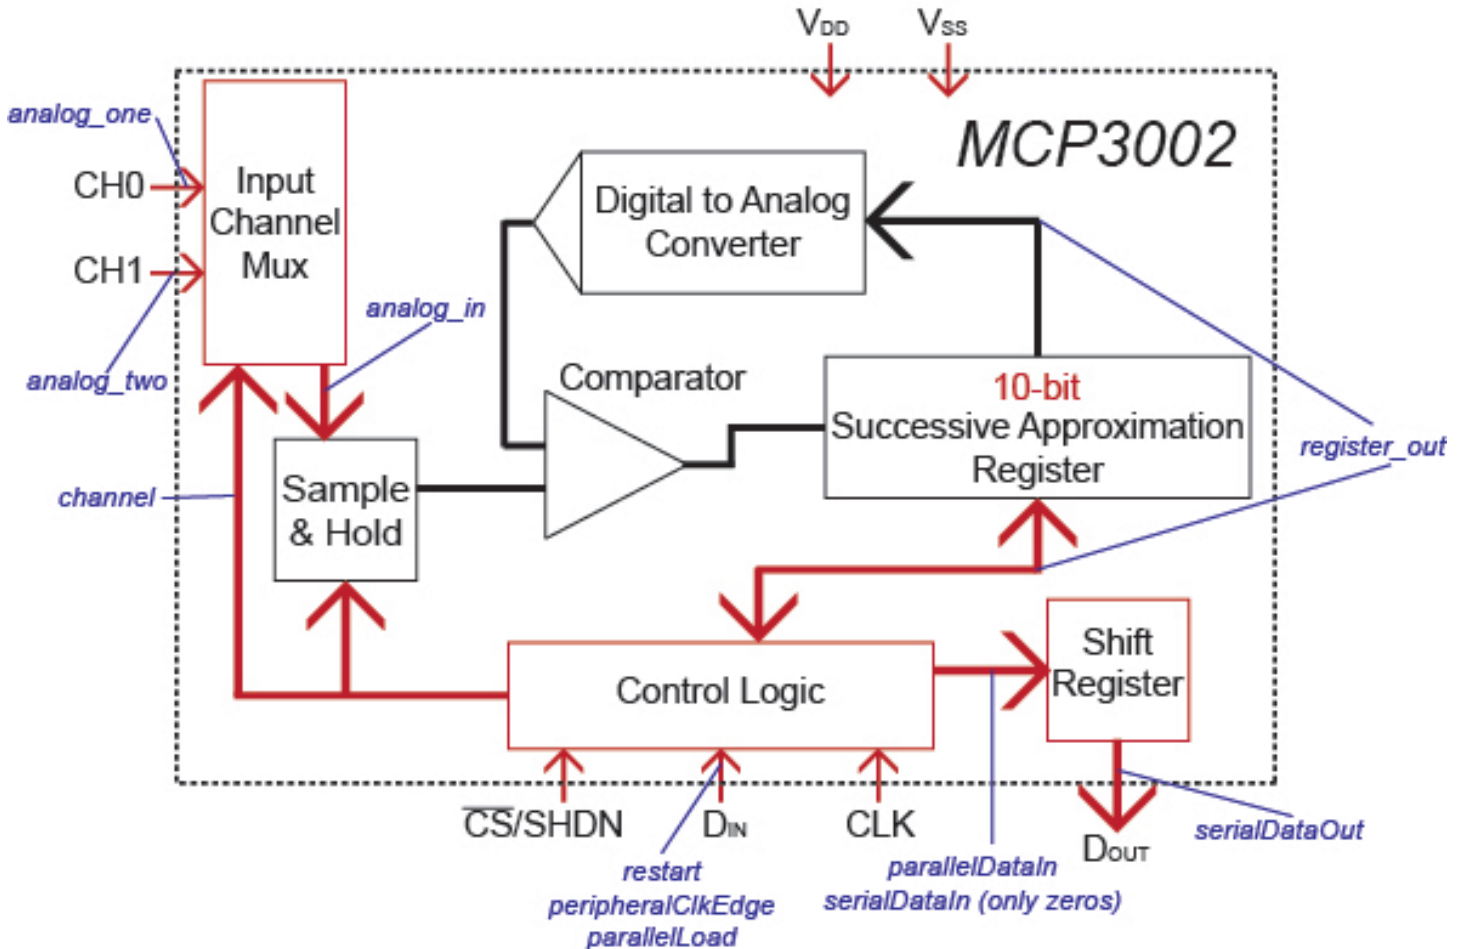 VDD
VSS
analog_one
MCP3002
CH0
Input
Channel
Mux
Digital to Analog
Converter
CH1
analog_in
analog_two
Comparator
10-bit
Successive Approximation
Register
register_out
channel
Sample
& Hold
Control Logic
Shift
Register
C̅S̅/SHDN
DIN
CLK
DOUT
serialDataOut
restart
peripheralClkEdge
parallelLoad
parallelDataIn
serialDataIn (only zeros)